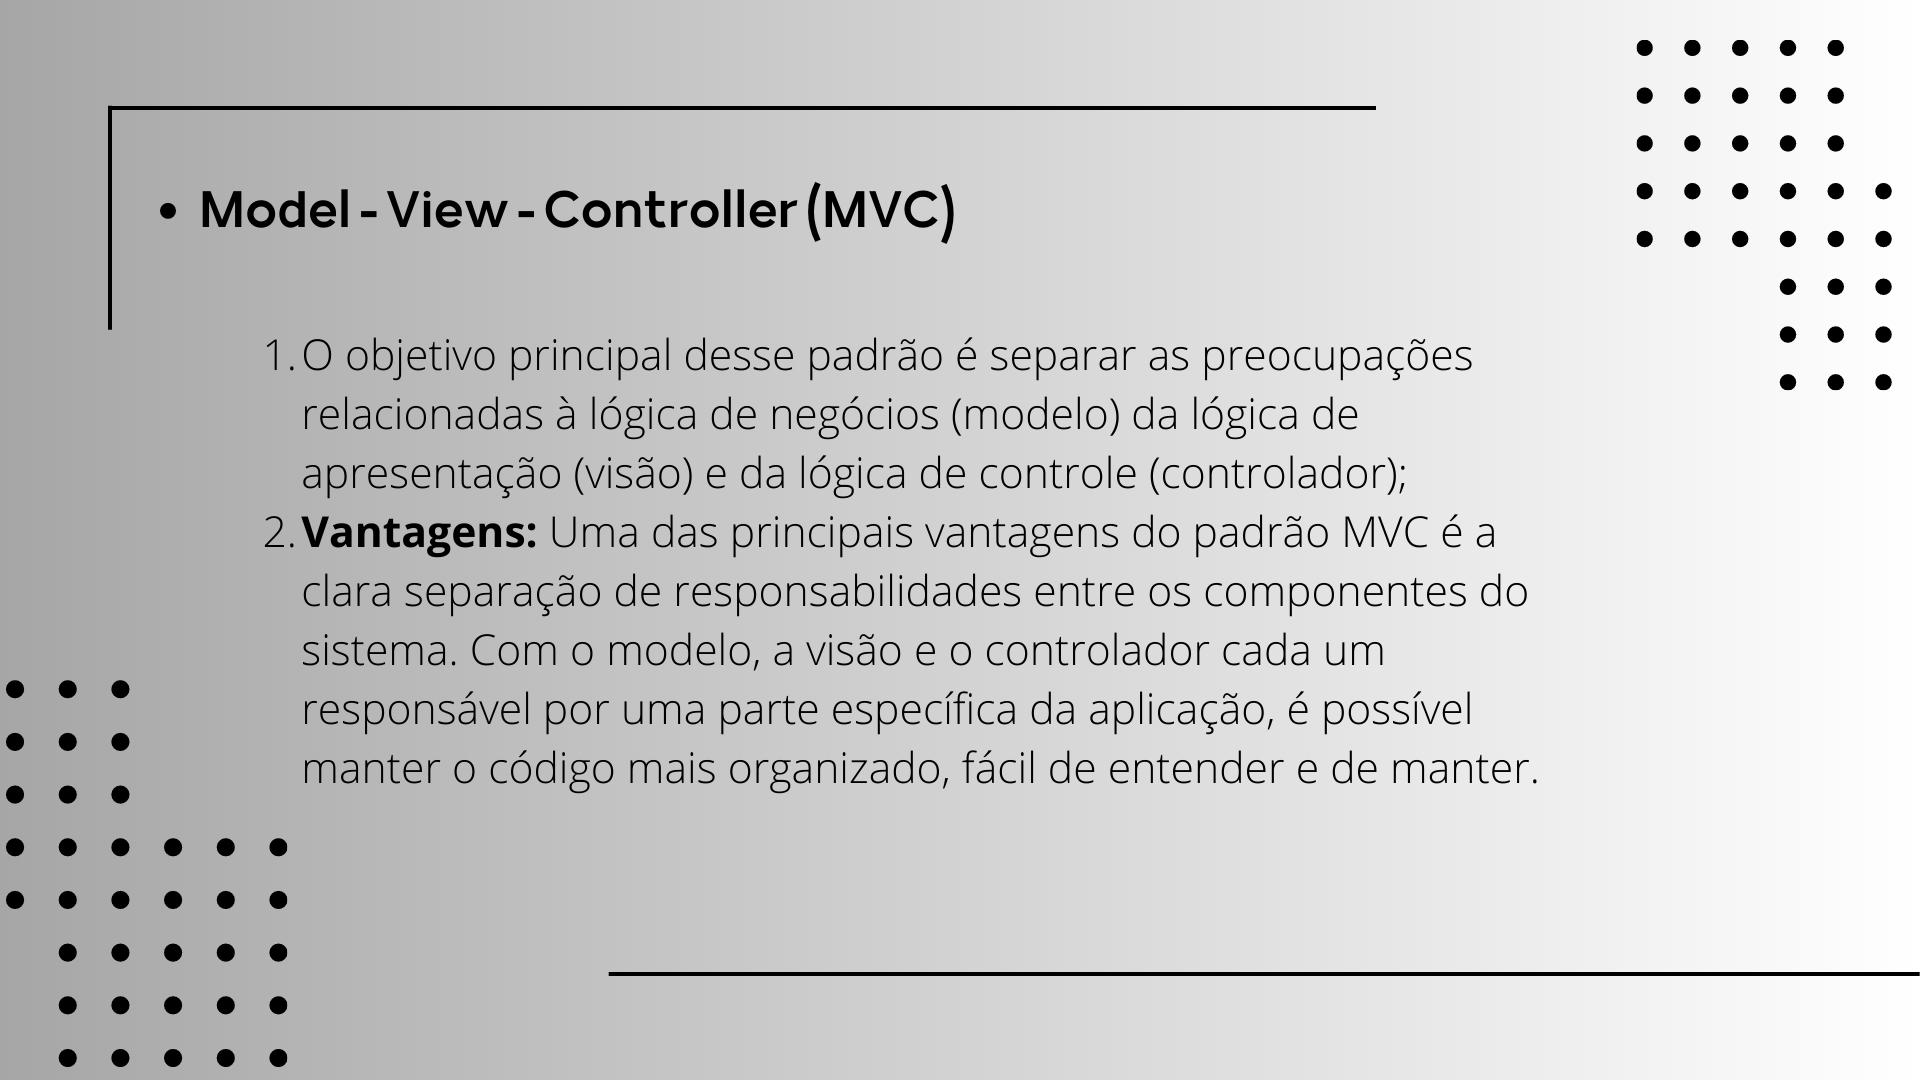 • Model - View - Controller (MVC)
1. O objetivo principal desse padrão é separar as preocupações
relacionadas à lógica de negócios (modelo) da lógica de
apresentação (visão) e da lógica de controle (controlador);
2. Vantagens: Uma das principais vantagens do padrão MVC é a
clara separação de responsabilidades entre os componentes do
sistema. Com o modelo, a visão e o controlador cada um
responsável por uma parte específica da aplicação, é possível
manter o código mais organizado, fácil de entender e de manter.